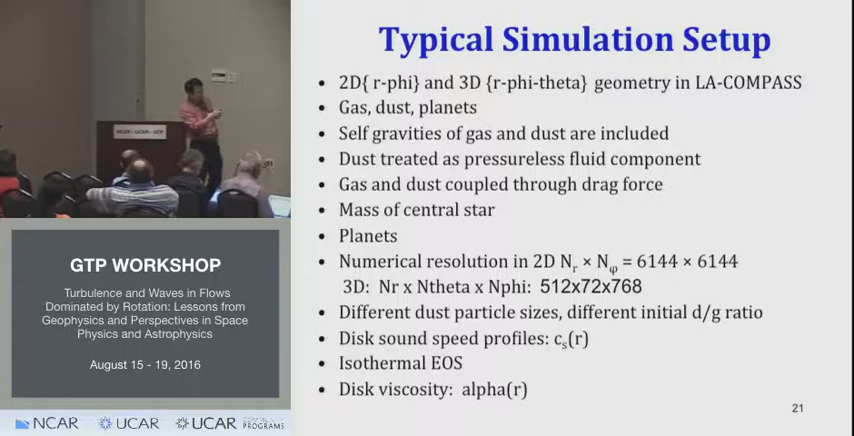 Typical Simulation Setup
• 2D{ r-phi} and 3D {r-phi-theta} geometry in LA-COMPASS
• Gas, dust, planets
• Self gravities of gas and dust are included
• Dust treated as pressureless fluid component
• Gas and dust coupled through drag force
• Mass of central star
• Planets
• Numerical resolution in 2D Nr × Nφ = 6144 × 6144
3D: Nr x Ntheta x Nphi: 512x72x768
• Different dust particle sizes, different initial d/g ratio
• Disk sound speed profiles: cs(r)
• Isothermal EOS
• Disk viscosity: alpha(r)
21
NCAR - UCAR - UCP
GTP WORKSHOP
Turbulence and Waves in Flows
Dominated by Rotation: Lessons from
Geophysics and Perspectives in Space
Physics and Astrophysics
August 15 - 19, 2016
NCAR
UCAR
UCAR
PROGRAMS